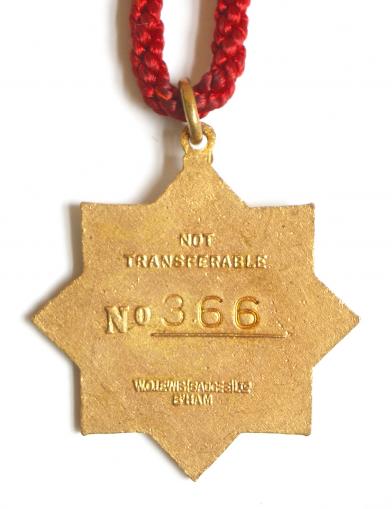 NOT
TRANSFERABLE
No 366
W.O.LEWIS(BADGES)LTD
B'HAM